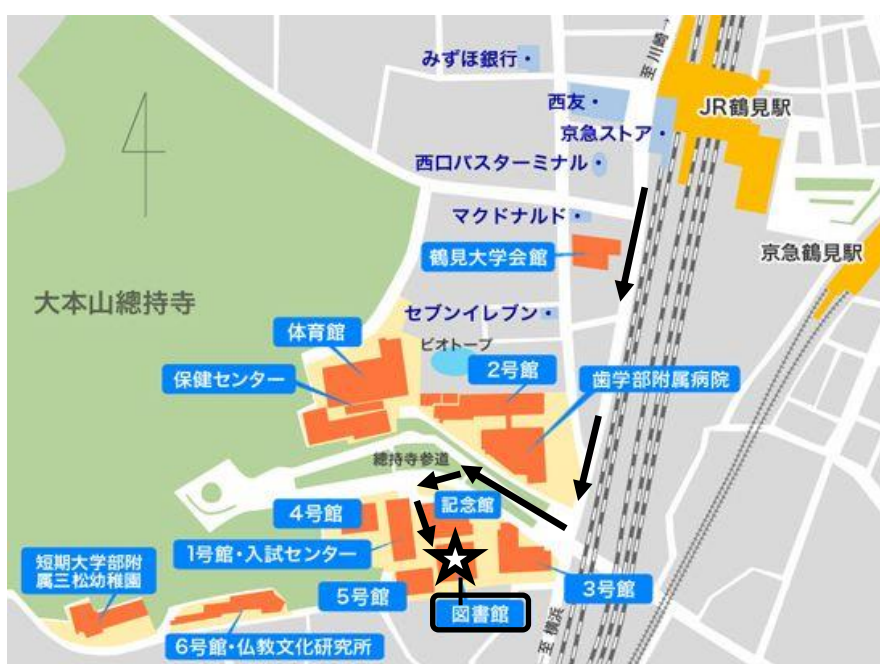 みずほ銀行
至 川崎→
西友
JR鶴見駅
京急ストア
西口バスターミナル
マクドナルド
鶴見大学会館
京急鶴見駅
大本山總持寺
セブンイレブン
体育館
ビオトープ
2号館
保健センター
歯学部附属病院
總持寺参道
記念館
4号館
1号館・入試センター
短期大学部附
属三松幼稚園
5号館
3号館
図書館
6号館・仏教文化研究所
至 横浜